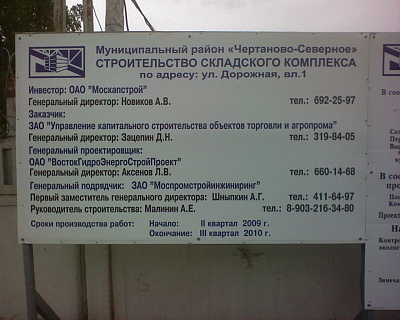 Муниципальный район «Чертаново-Северное»
СТРОИТЕЛЬСТВО СКЛАДСКОГО КОМПЛЕКСА
по адресу: ул. Дорожная, вл.1
Инвестор: ОАО "Москапстрой"
Генеральный директор: Новиков А.В. тел.: 692-25-97
Заказчик:
ЗАО "Управление капитального строительства объектов торговли и агропрома"
Генеральный директор: Зацепин Д.Н. тел.: 319-84-05
Генеральный проектировщик:
ОАО "ВостокГидроЭнергоСтройПроект"
Генеральный директор: Аксенов Л.В. тел.: 660-14-68
Генеральный подрядчик: ЗАО "Моспромстройинжиниринг"
Первый заместитель генерального директора: Шныпкин А.Г. тел.: 411-64-97
Руководитель строительства: Малинин А.Е. тел.: 8-903-216-34-80
Сроки производства работ: Начало: II квартал 2009 г.
Окончание: III квартал 2010 г.
В соо